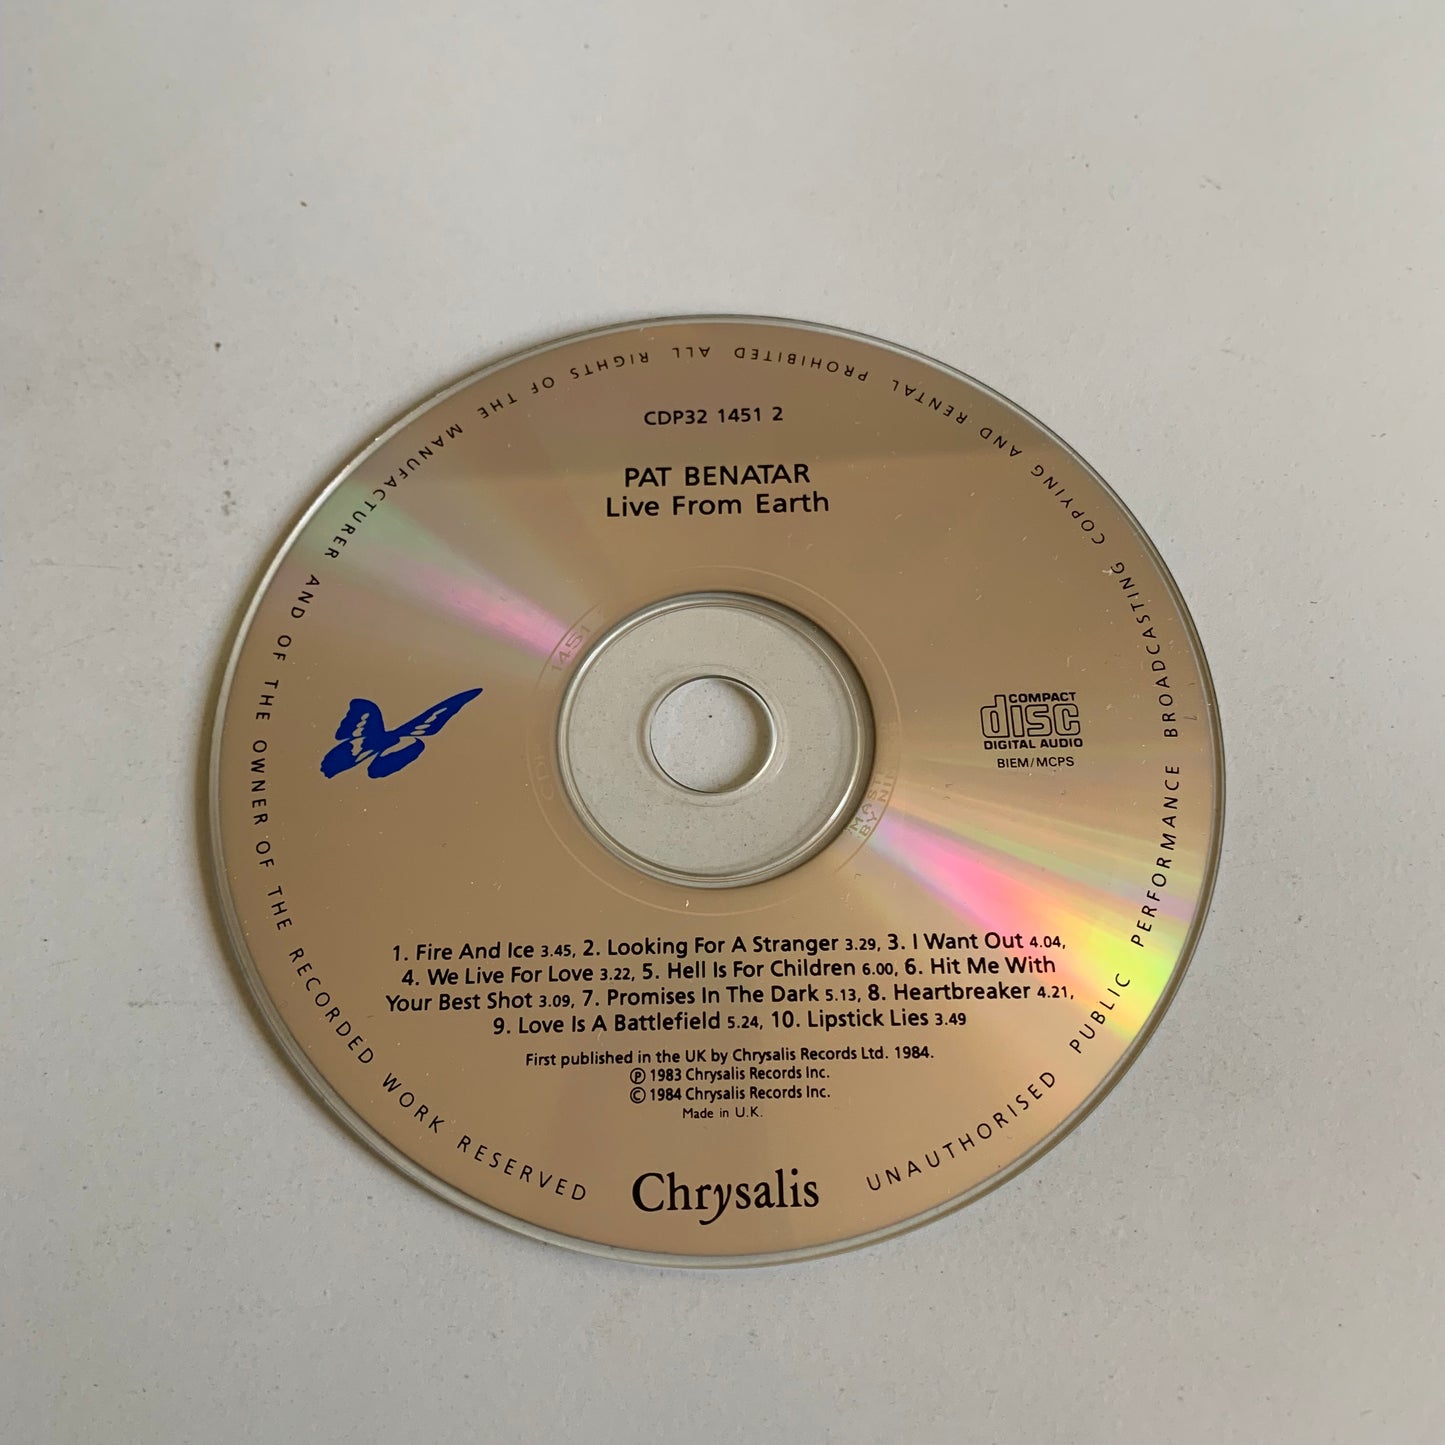 CDP32 1451 2
PAT BENATAR
Live From Earth
COMPACT
disc
DIGITAL AUDIO
BIEM/MCPS
1. Fire And Ice 3.45, 2. Looking For A Stranger 3.29, 3. I Want Out 4.04,
4. We Live For Love 3.22, 5. Hell Is For Children 6.00, 6. Hit Me With
Your Best Shot 3.09, 7. Promises In The Dark 5.13, 8. Heartbreaker 4.21,
9. Love Is A Battlefield 5.24, 10. Lipstick Lies 3.49
First published in the UK by Chrysalis Records Ltd. 1984.
Ⓟ 1983 Chrysalis Records Inc.
© 1984 Chrysalis Records Inc.
Made in U.K.
Chrysalis
UNAUTHORISED PUBLIC PERFORMANCE BROADCASTING COPYING AND RENTAL PROHIBITED ALL RIGHTS OF THE MANUFACTURER AND OF THE OWNER OF THE RECORDED WORK RESERVED
1451
BY